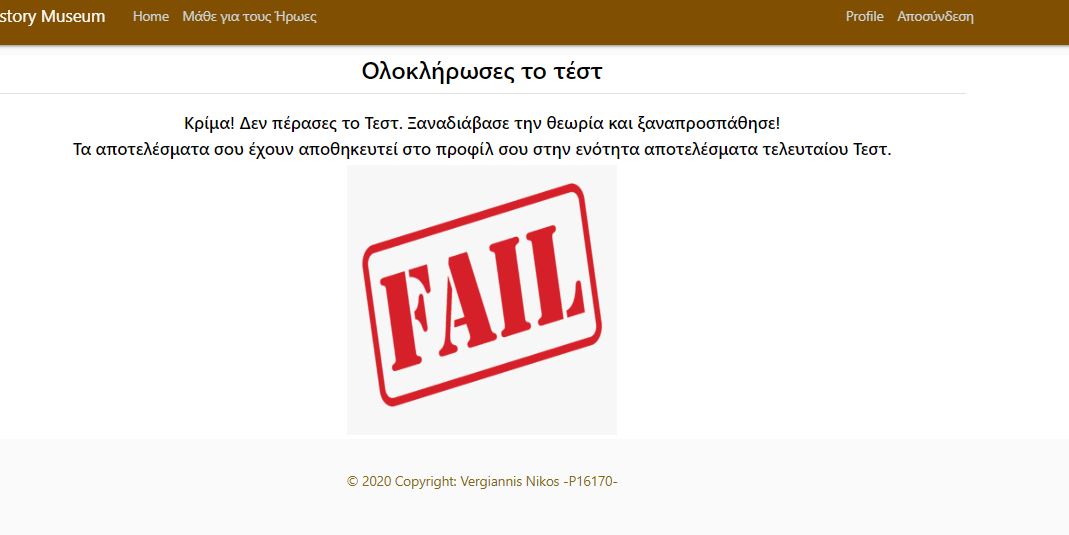 story Museum Home Μάθε για τους Ήρωες Profile Αποσύνδεση
Ολοκλήρωσες το τέστ
Κρίμα! Δεν πέρασες το Τεστ. Ξαναδιάβασε την θεωρία και ξαναπροσπάθησε!
Τα αποτελέσματα σου έχουν αποθηκευτεί στο προφίλ σου στην ενότητα αποτελέσματα τελευταίου Τεστ.
FAIL
© 2020 Copyright: Vergiannis Nikos -P16170-